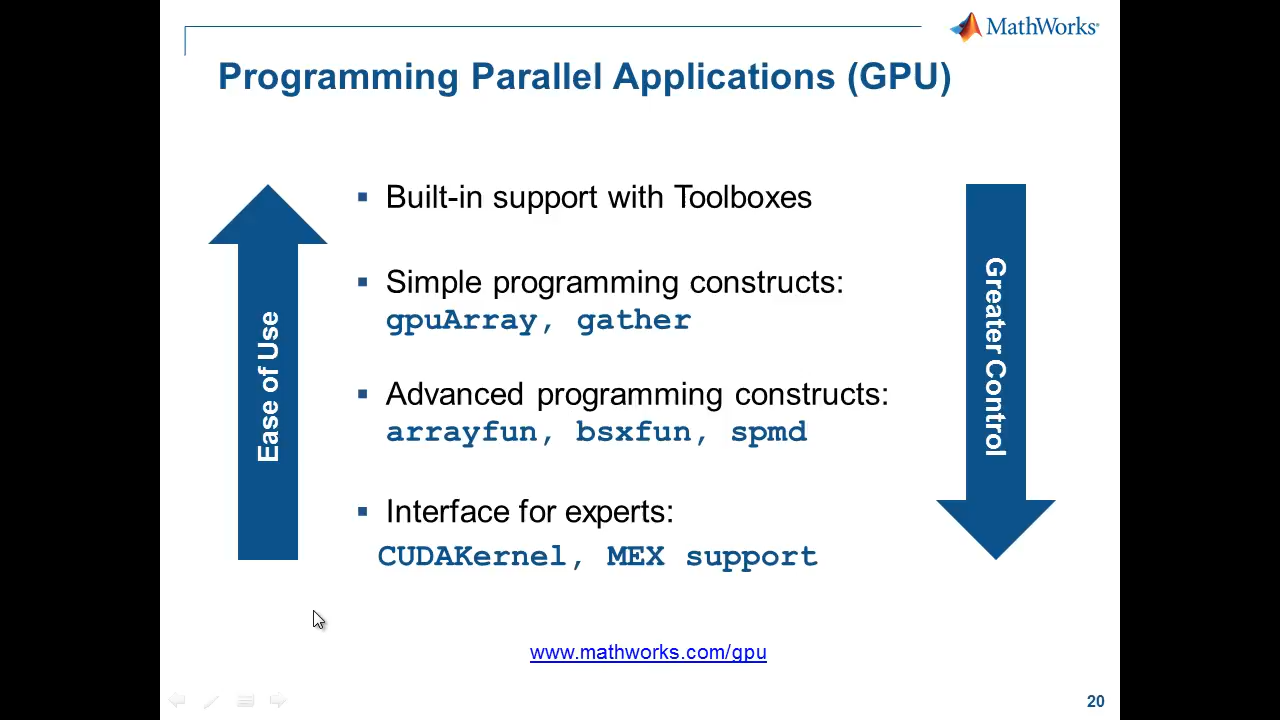 MathWorks®
Programming Parallel Applications (GPU)
Ease of Use
▪ Built-in support with Toolboxes
▪ Simple programming constructs:
gpuArray, gather
▪ Advanced programming constructs:
arrayfun, bsxfun, spmd
▪ Interface for experts:
CUDAKernel, MEX support
Greater Control
www.mathworks.com/gpu
20